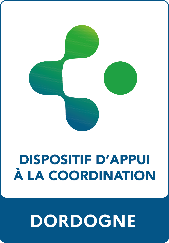 DISPOSITIF D'APPUI
À LA COORDINATION
DORDOGNE